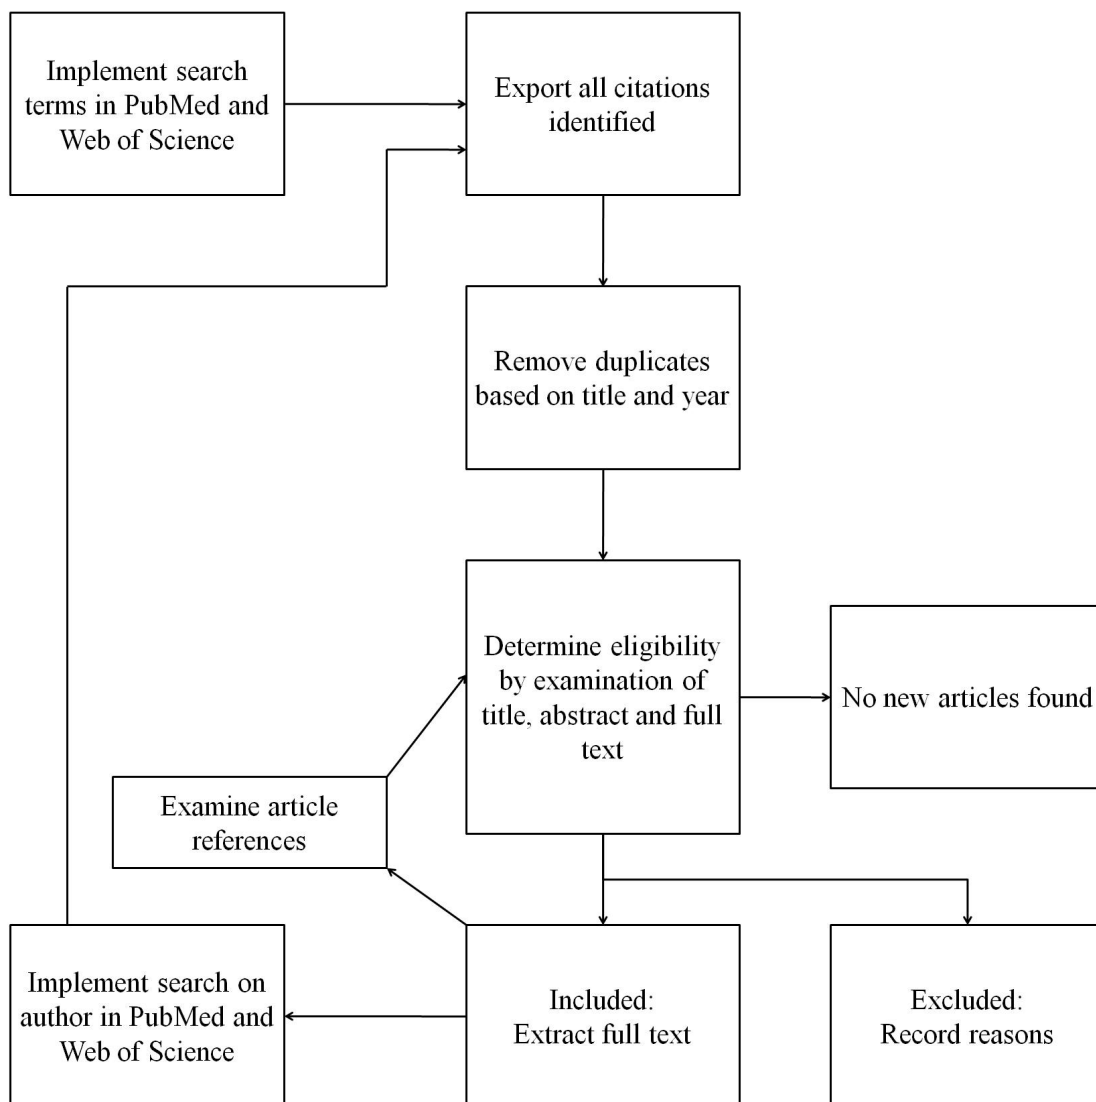 Implement search
terms in PubMed and
Web of Science
Export all citations
identified
Remove duplicates
based on title and year
Determine eligibility
by examination of
title, abstract and full
text
No new articles found
Examine article
references
Implement search on
author in PubMed and
Web of Science
Included:
Extract full text
Excluded:
Record reasons